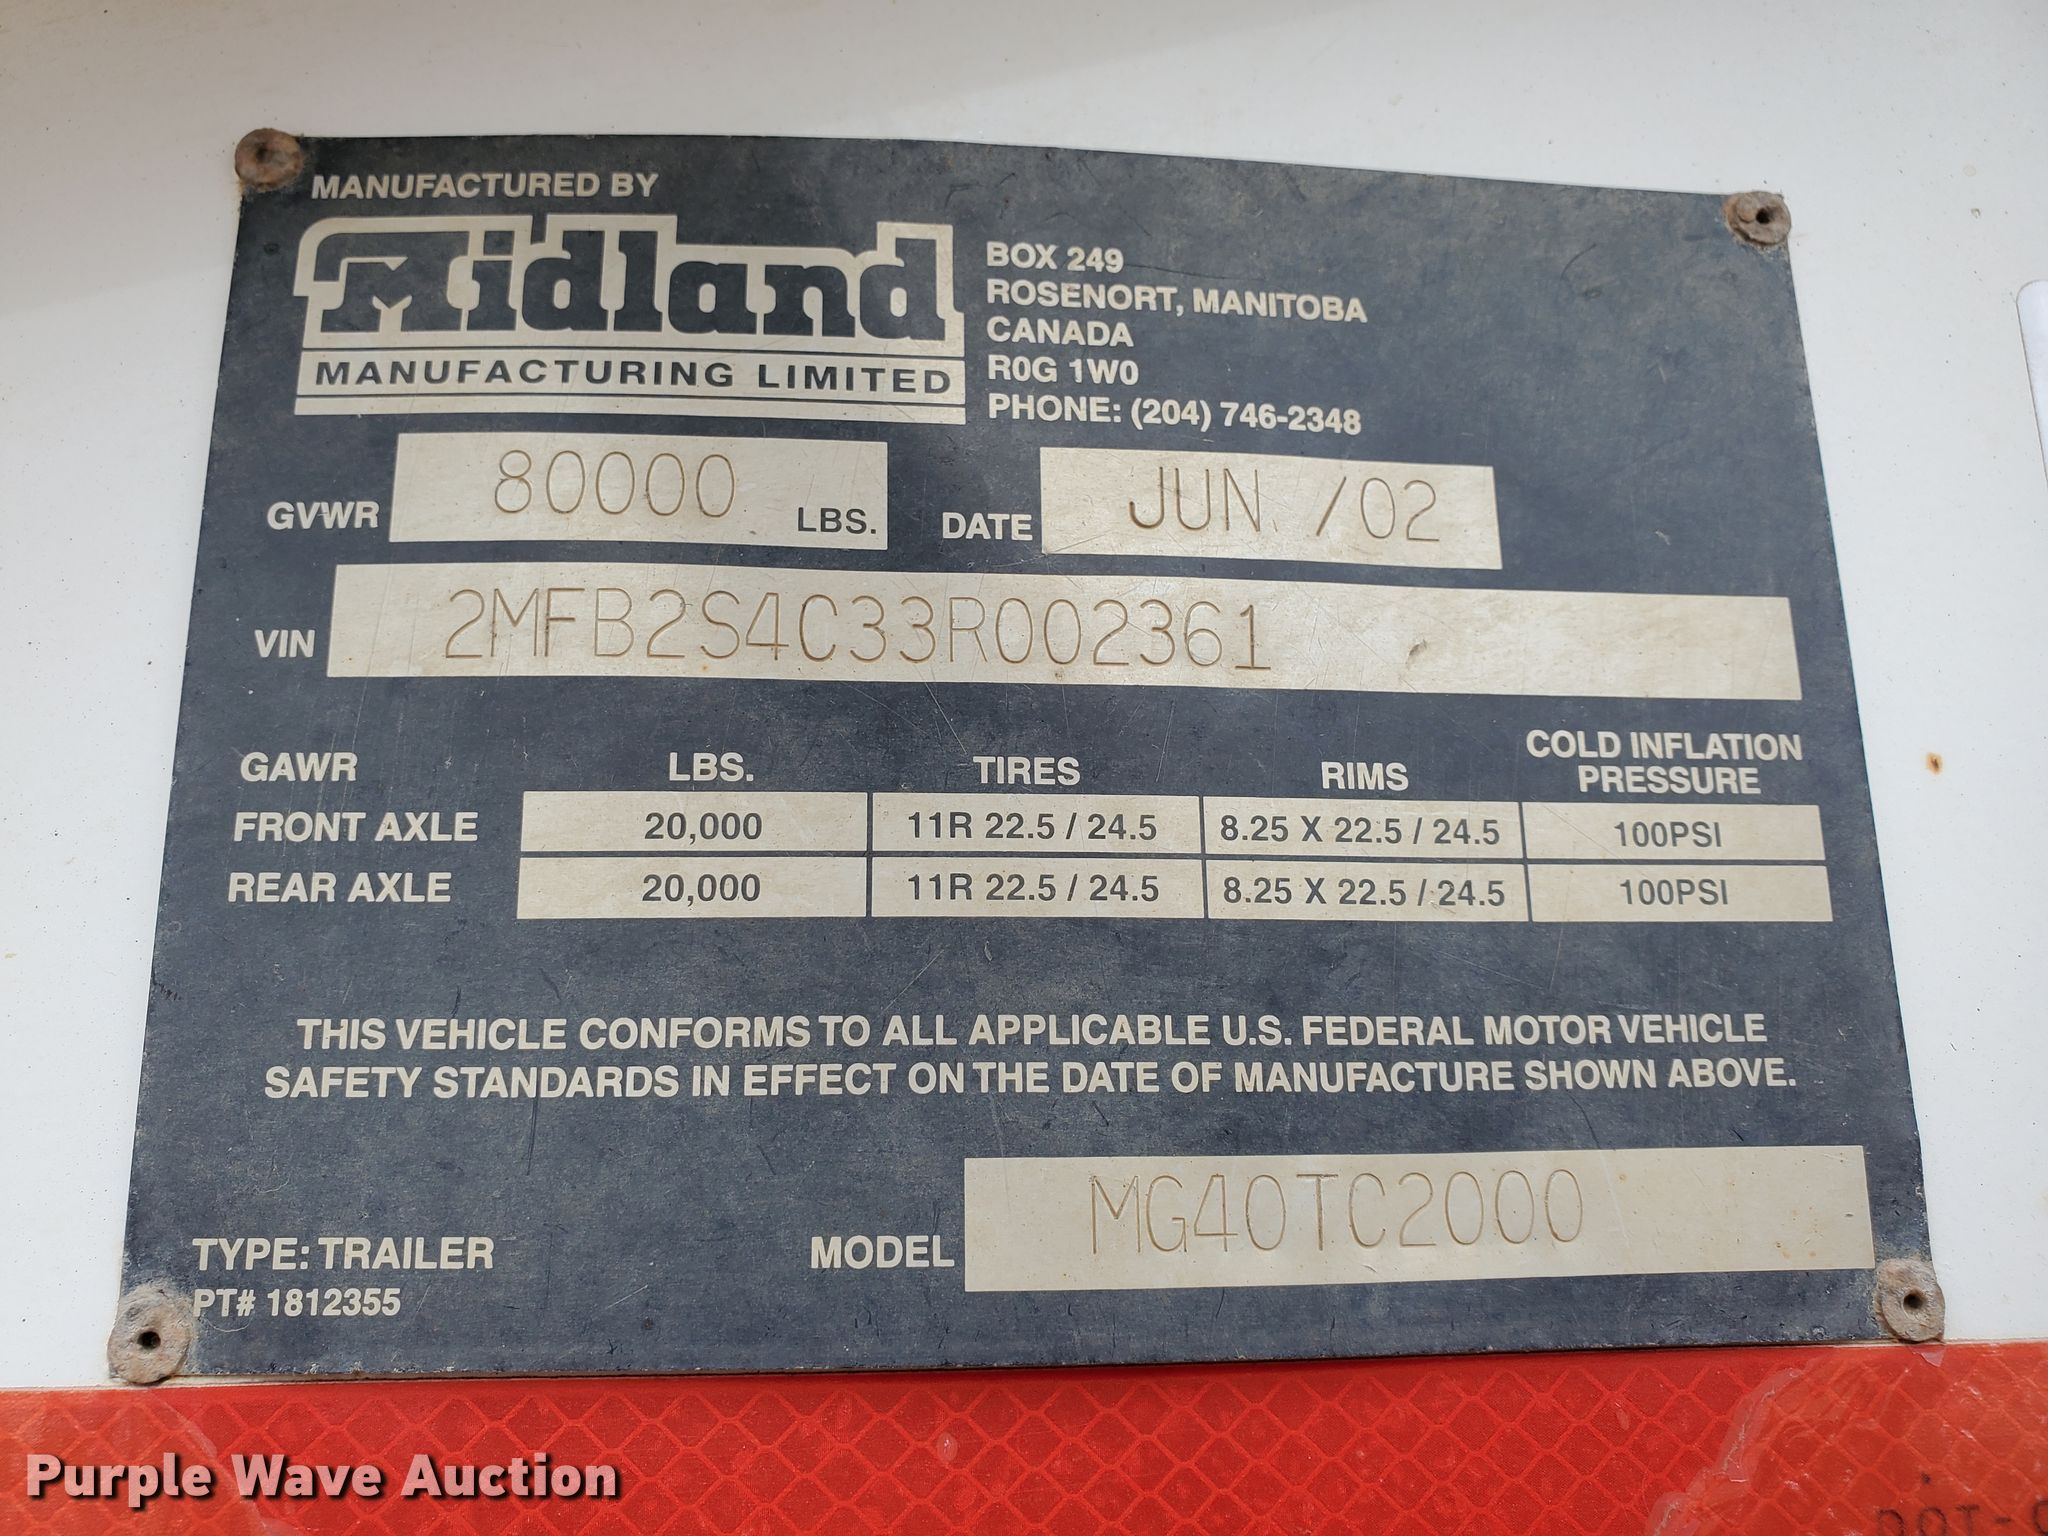 MANUFACTURED BY
Midland
MANUFACTURING LIMITED
BOX 249
ROSENORT, MANITOBA
CANADA
R0G 1W0
PHONE: (204) 746-2348
GVWR 80000 LBS. DATE JUN. /02
VIN 2MFB2S4C33R002361
GAWR LBS. TIRES RIMS COLD INFLATION PRESSURE
FRONT AXLE 20,000 11R 22.5 / 24.5 8.25 X 22.5 / 24.5 100PSI
REAR AXLE 20,000 11R 22.5 / 24.5 8.25 X 22.5 / 24.5 100PSI
THIS VEHICLE CONFORMS TO ALL APPLICABLE U.S. FEDERAL MOTOR VEHICLE
SAFETY STANDARDS IN EFFECT ON THE DATE OF MANUFACTURE SHOWN ABOVE.
TYPE: TRAILER MODEL MG40TC2000
PT# 1812355
Purple Wave Auction